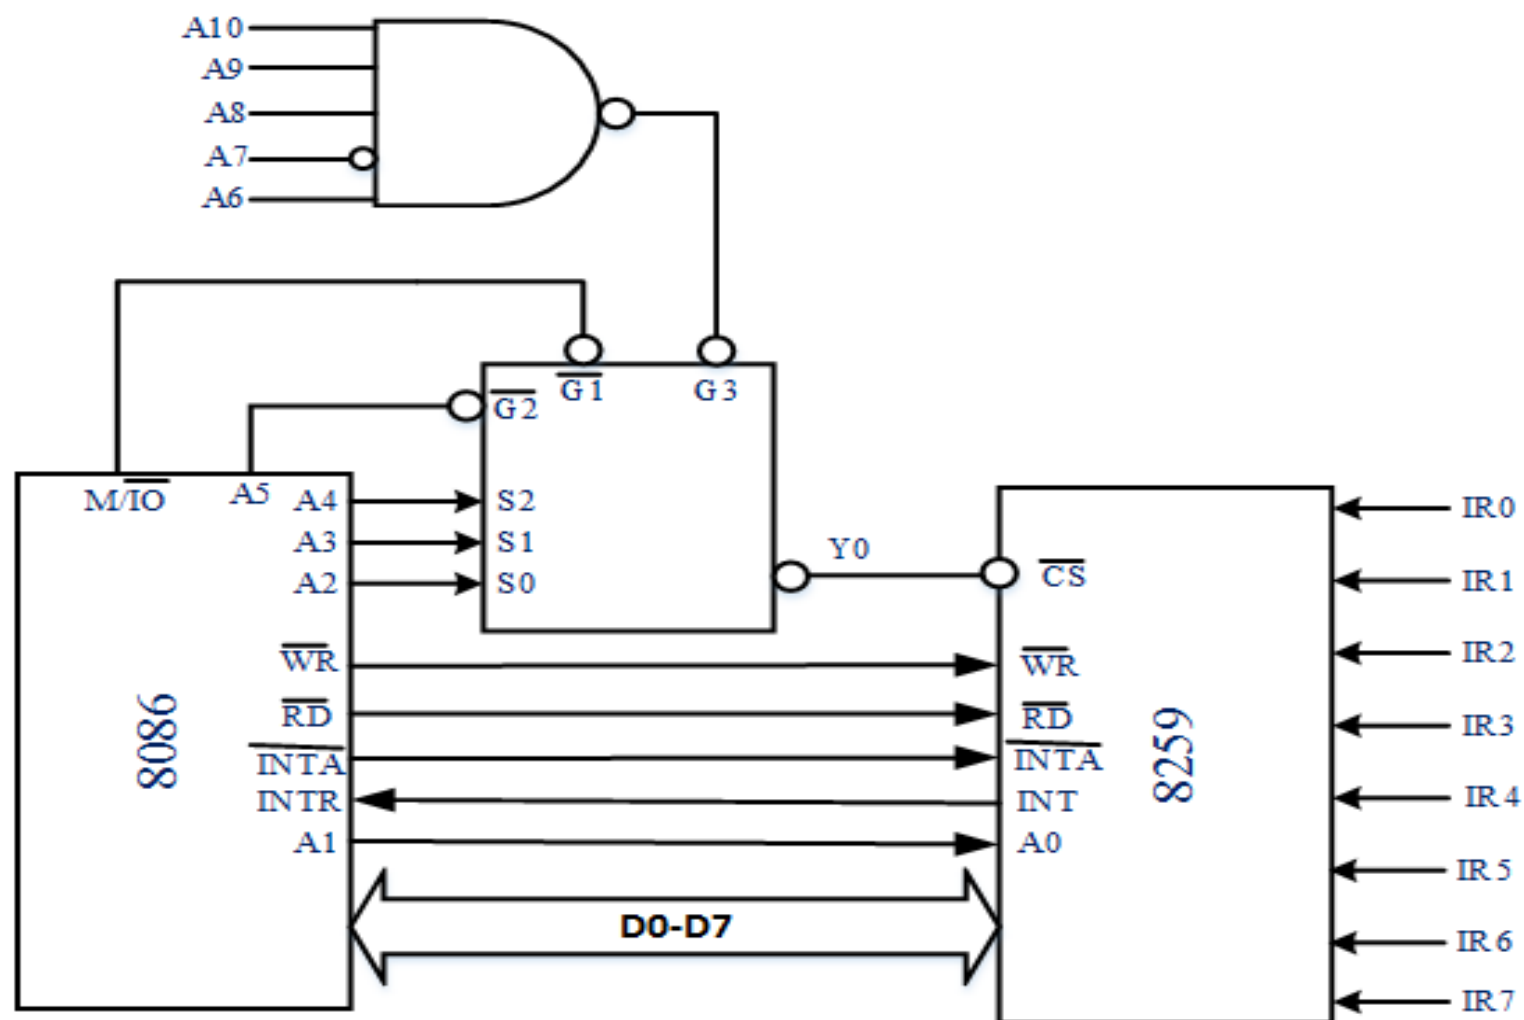 A10
A9
A8
A7
A6
G1
G3
G2
M/IO
A5
A4
S2
IR0
A3
S1
Y0
A2
S0
CS
IR1
WR
WR
IR2
RD
RD
IR3
8086
8259
INTA
INTA
INTR
INT
IR4
A1
A0
IR5
D0-D7
IR6
IR7